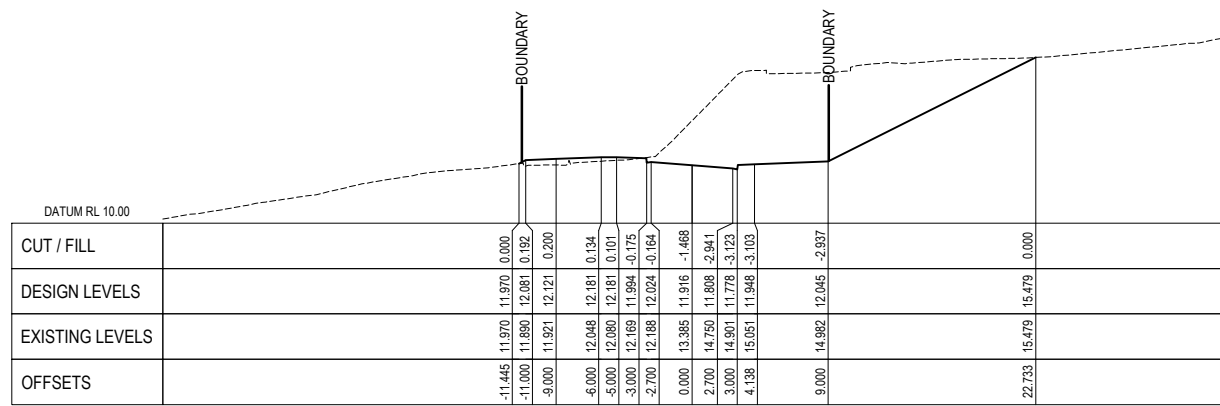 BOUNDARY
BOUNDARY
DATUM RL 10.00
CUT / FILL 0.000 0.192 0.200 0.134 0.101 -0.175 -0.164 -1.468 -2.941 -3.123 -3.103 -2.937 0.000
DESIGN LEVELS 11.970 12.081 12.121 12.181 12.181 11.994 12.024 11.916 11.808 11.778 11.948 12.045 15.479
EXISTING LEVELS 11.970 11.890 11.921 12.048 12.080 12.169 12.188 13.385 14.750 14.901 15.051 14.982 15.479
OFFSETS -11.445 -11.000 -9.000 -6.000 -5.000 -3.000 -2.700 0.000 2.700 3.000 4.138 9.000 22.733